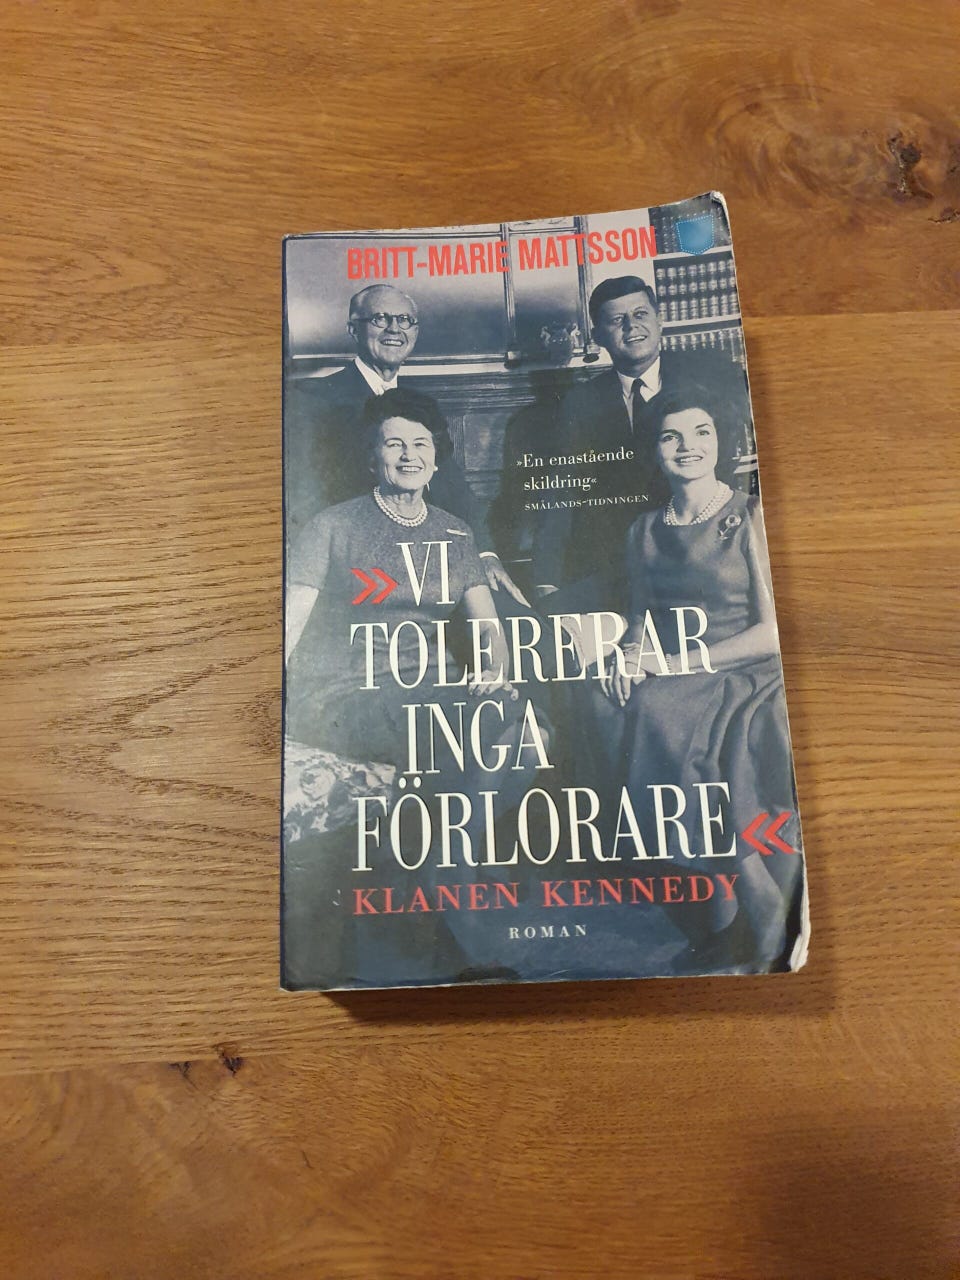 BRITT-MARIE MATTSSON
»En enastående
skildring«
SMÅLANDS-TIDNINGEN
»VI
TOLERERAR
INGA
FÖRLORARE«
KLANEN KENNEDY
ROMAN